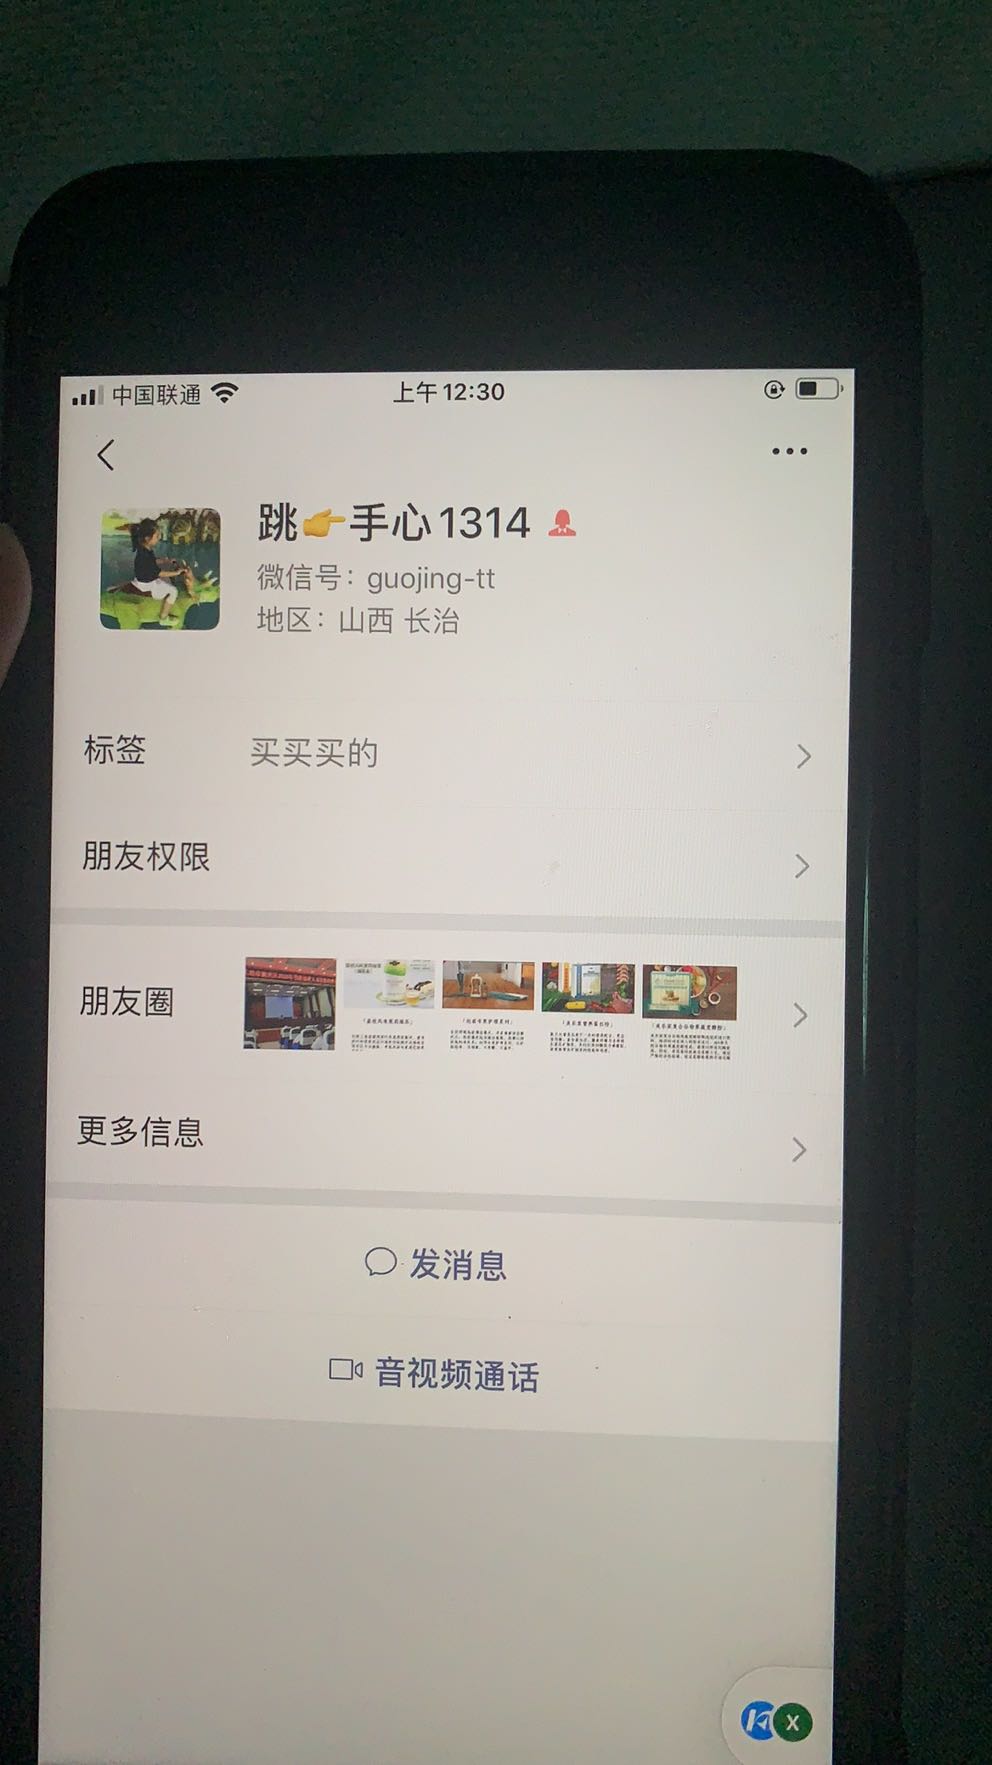 中国联通
上午12:30
跳👉手心1314
微信号：guojing-tt
地区：山西 长治
标签
买买买的
朋友权限
朋友圈
更多信息
发消息
音视频通话
X